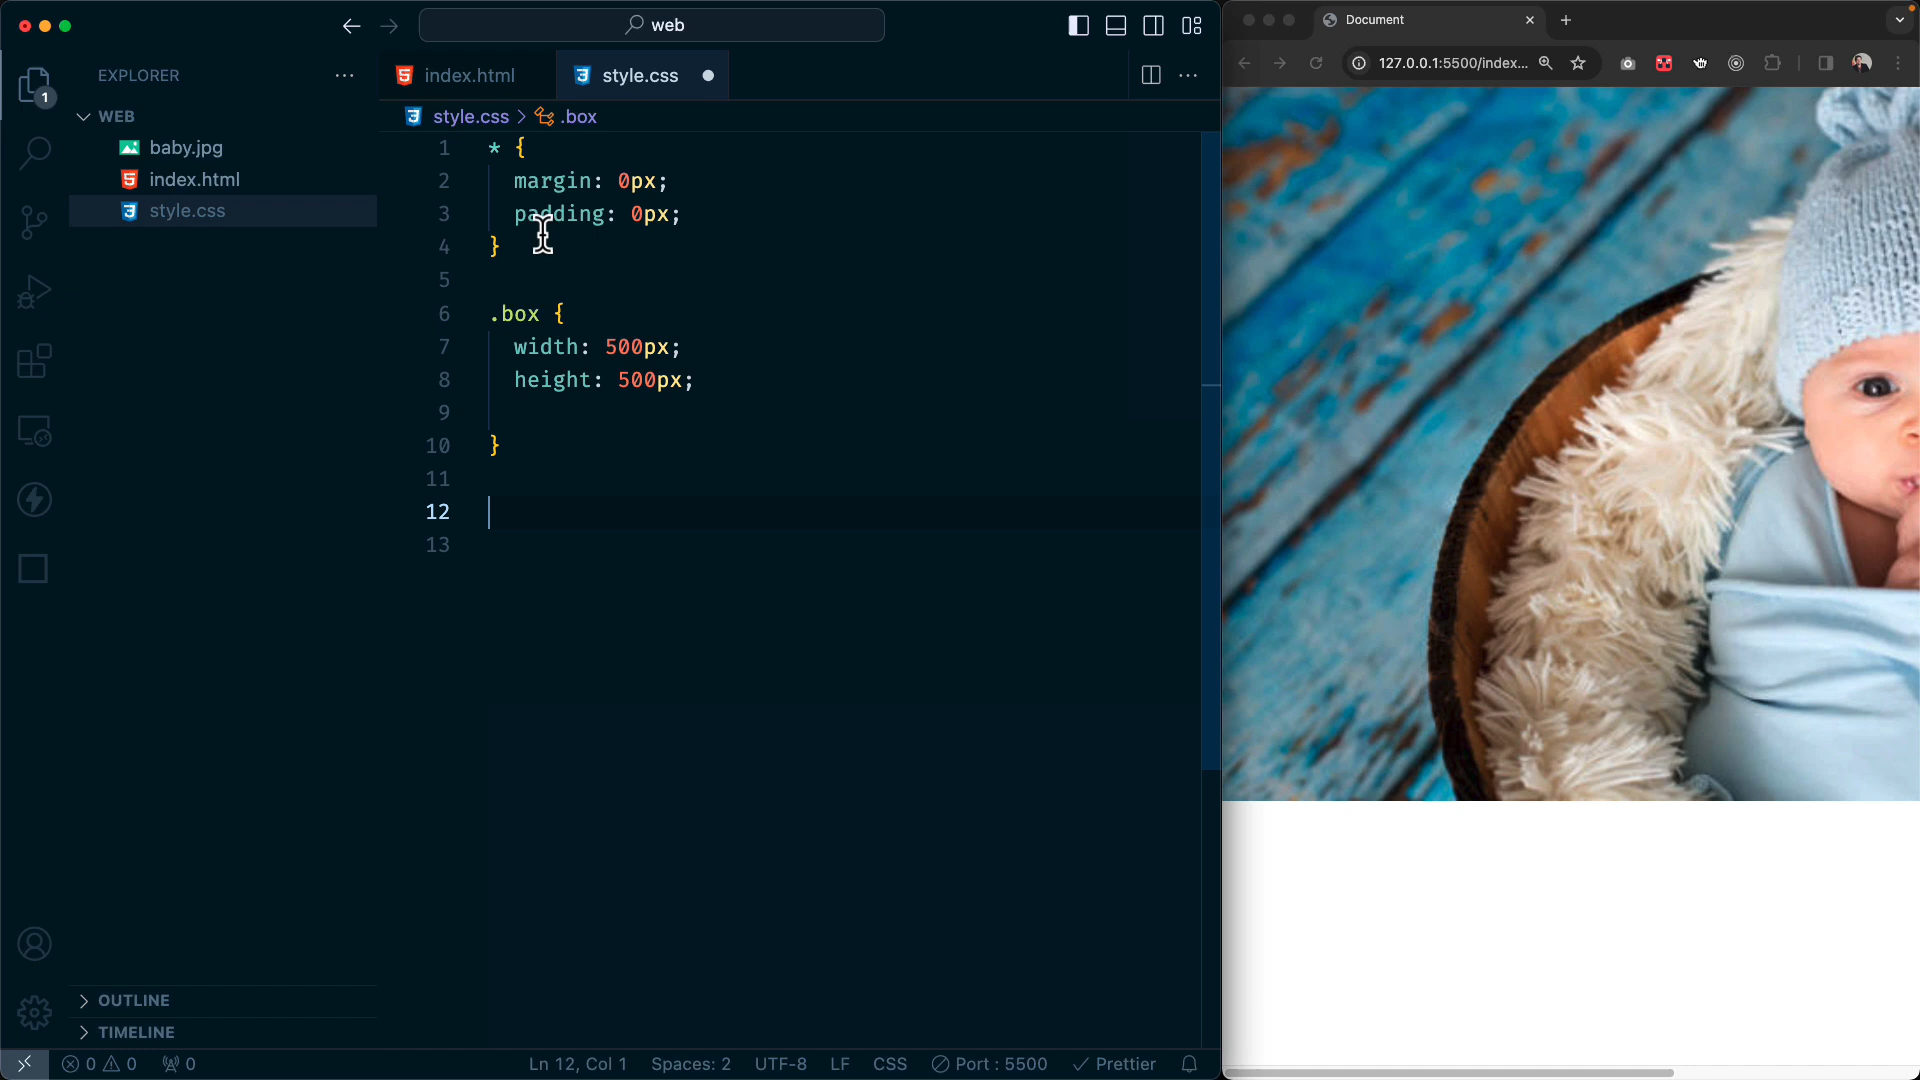 web
Document
127.0.0.1:5500/index...
EXPLORER
index.html
style.css
1
WEB
style.css > .box
baby.jpg
index.html
style.css
1 * {
2 margin: 0px;
3 padding: 0px;
4 }
5
6 .box {
7 width: 500px;
8 height: 500px;
9
10 }
11
12
13
OUTLINE
TIMELINE
0 0 0
Ln 12, Col 1
Spaces: 2
UTF-8
LF
CSS
Port : 5500
Prettier